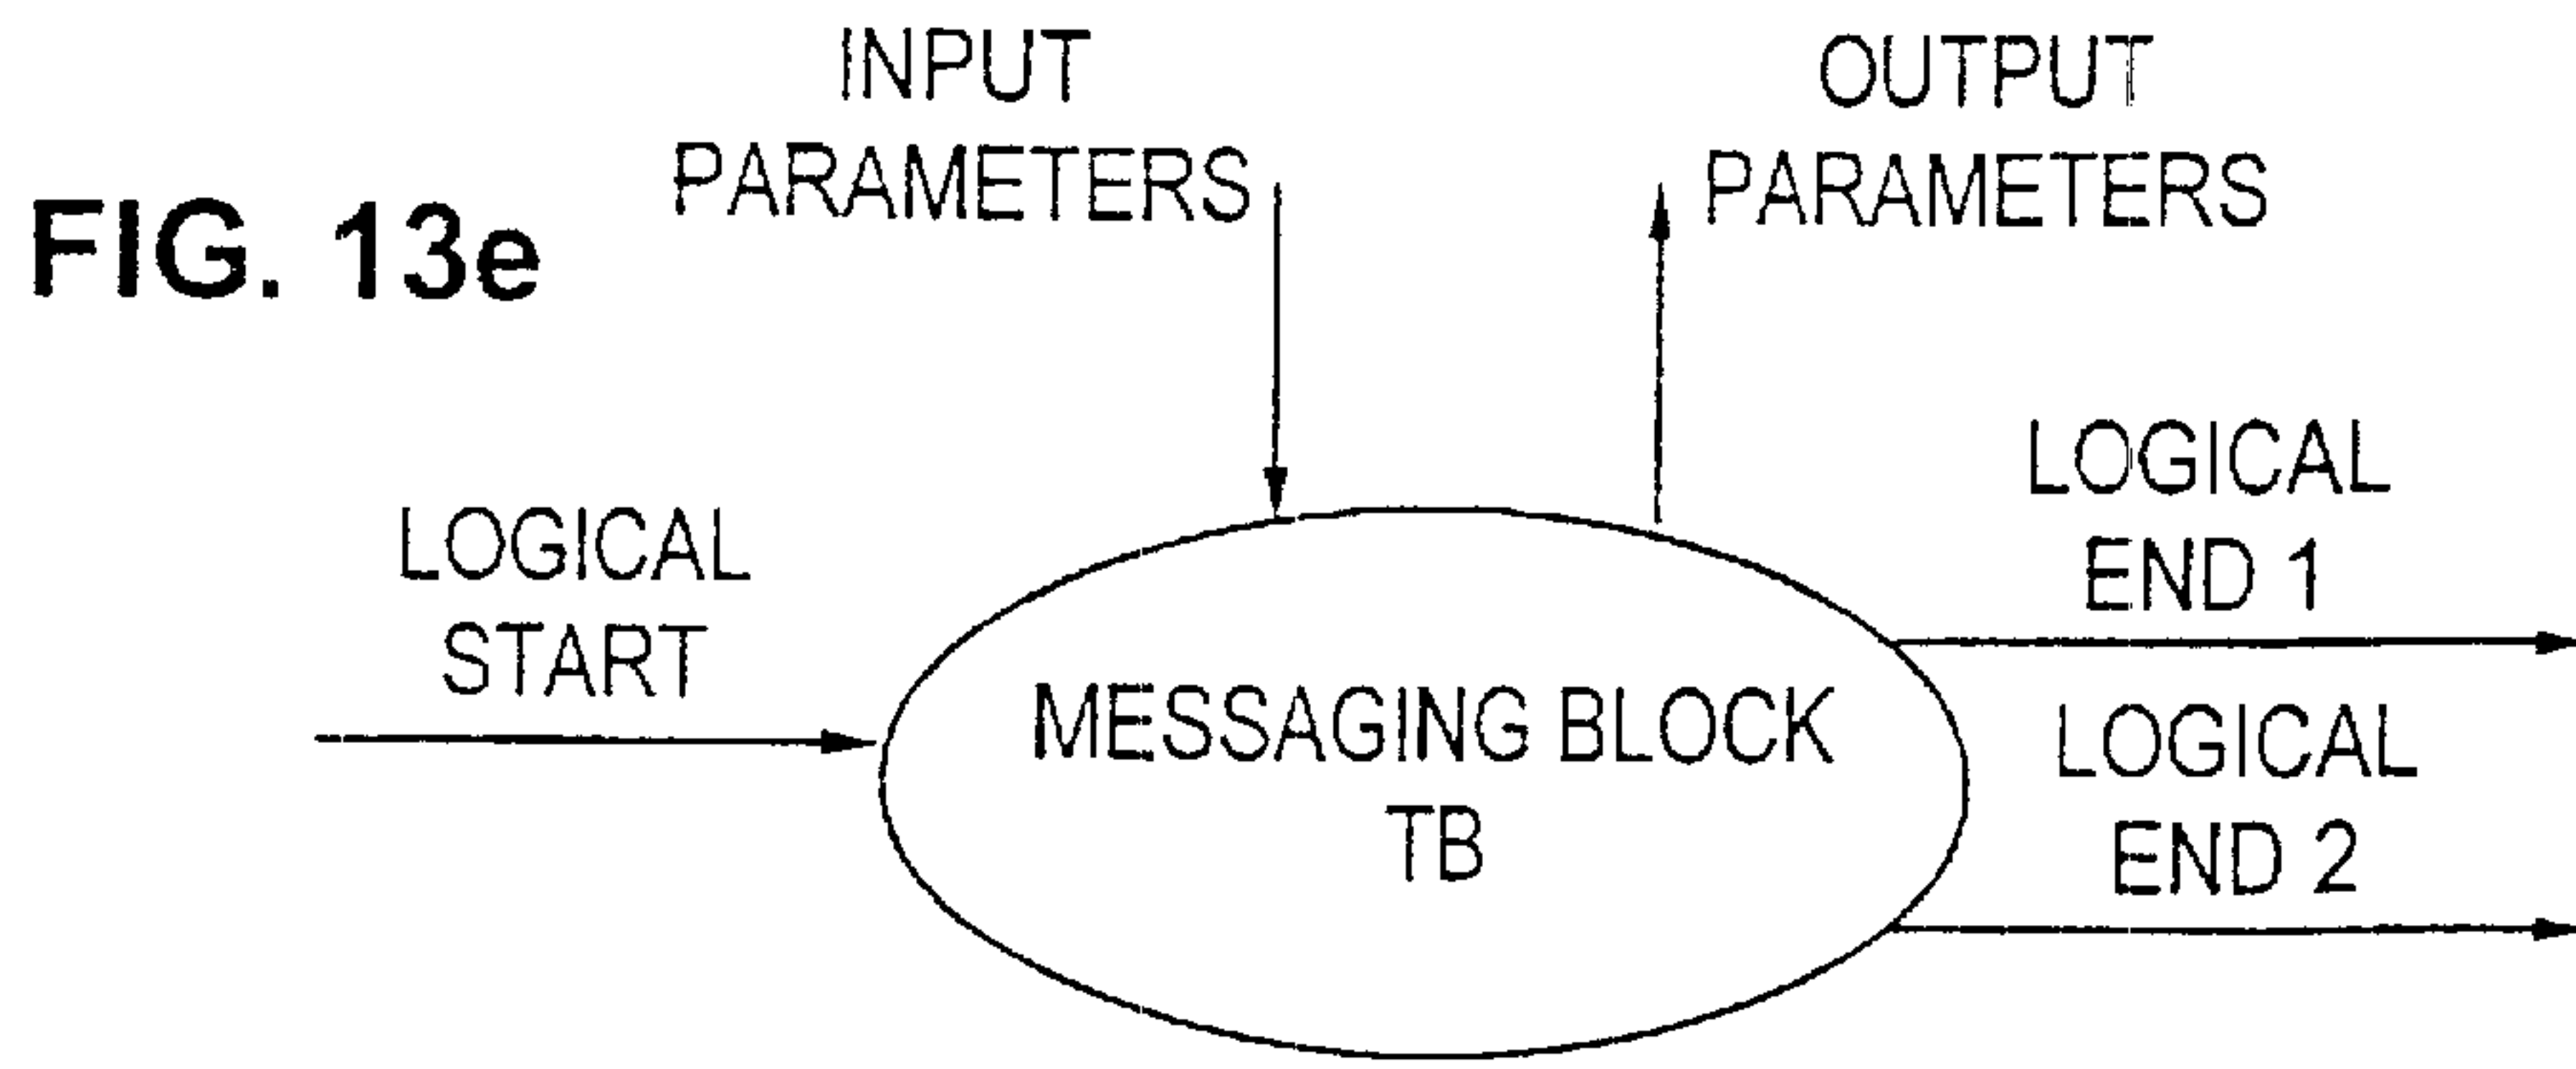 FIG. 13e
INPUT
PARAMETERS
OUTPUT
PARAMETERS
LOGICAL
START
MESSAGING BLOCK
TB
LOGICAL
END 1
LOGICAL
END 2